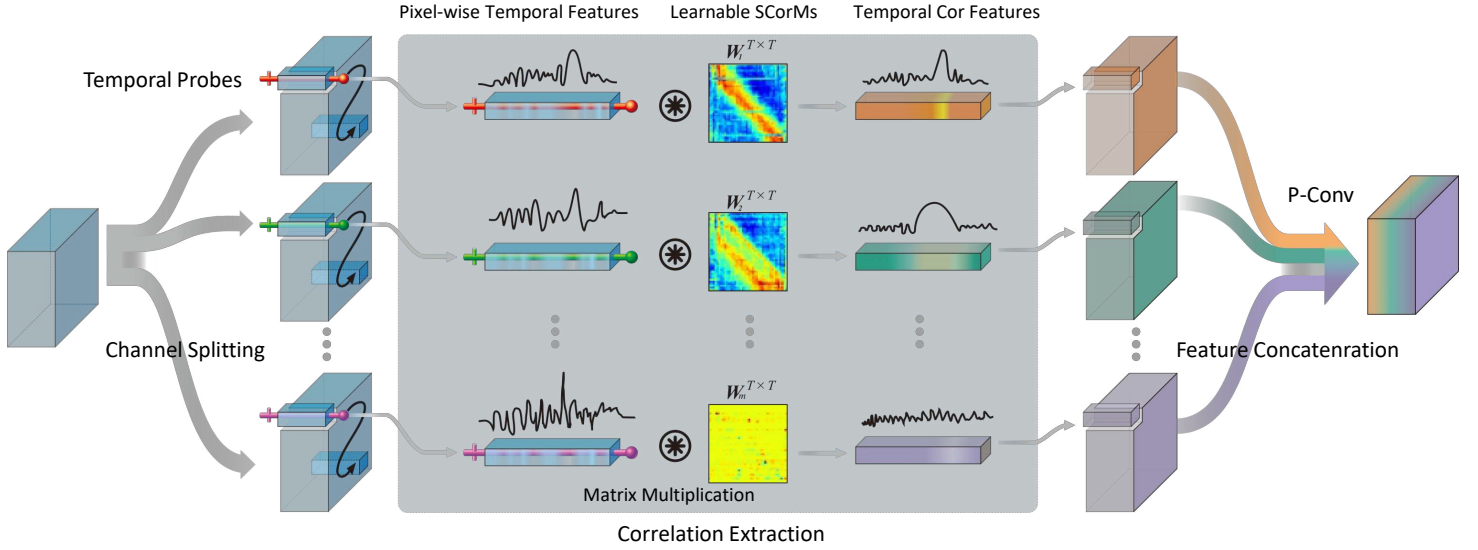 Pixel-wise Temporal Features
Learnable SCorMs
Temporal Cor Features
Temporal Probes
W₁ᵀ ˣ ᵀ
W₂ᵀ ˣ ᵀ
P-Conv
Channel Splitting
Feature Concatenration
Wₘᵀ ˣ ᵀ
Matrix Multiplication
Correlation Extraction